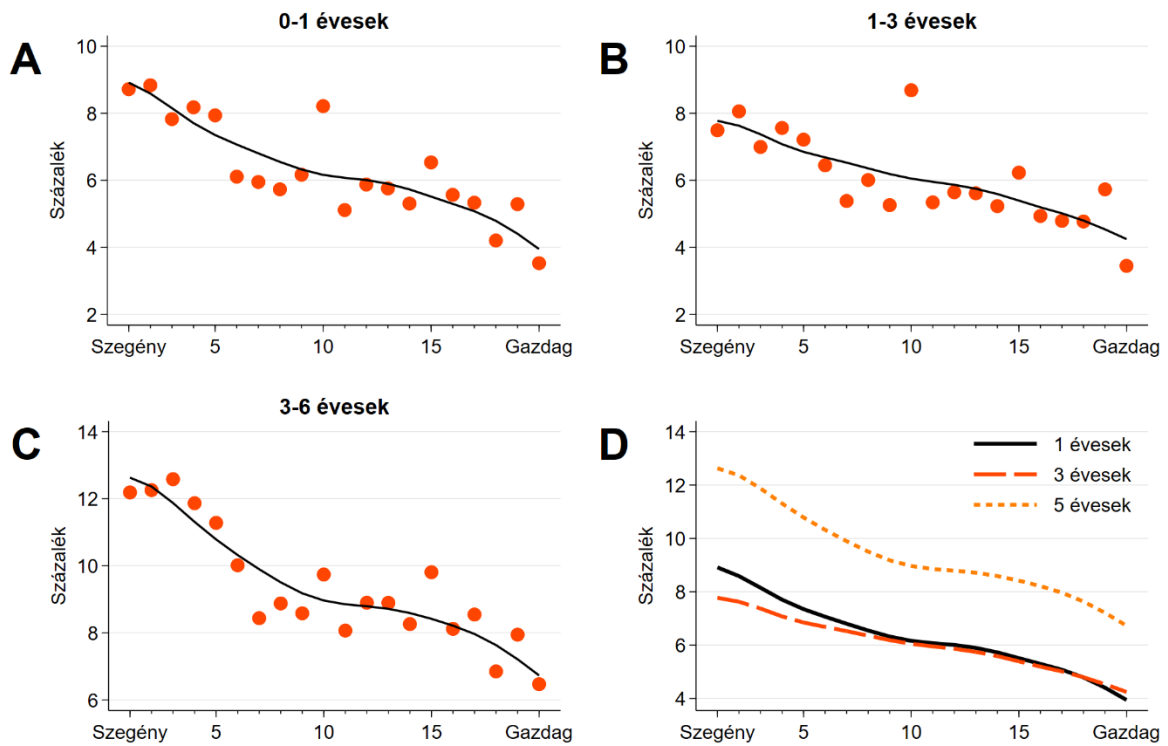 A
0-1 évesek
Százalék
10
8
6
4
2
Szegény 5 10 15 Gazdag
B
1-3 évesek
Százalék
10
8
6
4
2
Szegény 5 10 15 Gazdag
C
3-6 évesek
Százalék
14
12
10
8
6
Szegény 5 10 15 Gazdag
D
Százalék
14
12
10
8
6
4
1 évesek
3 évesek
5 évesek
Szegény 5 10 15 Gazdag